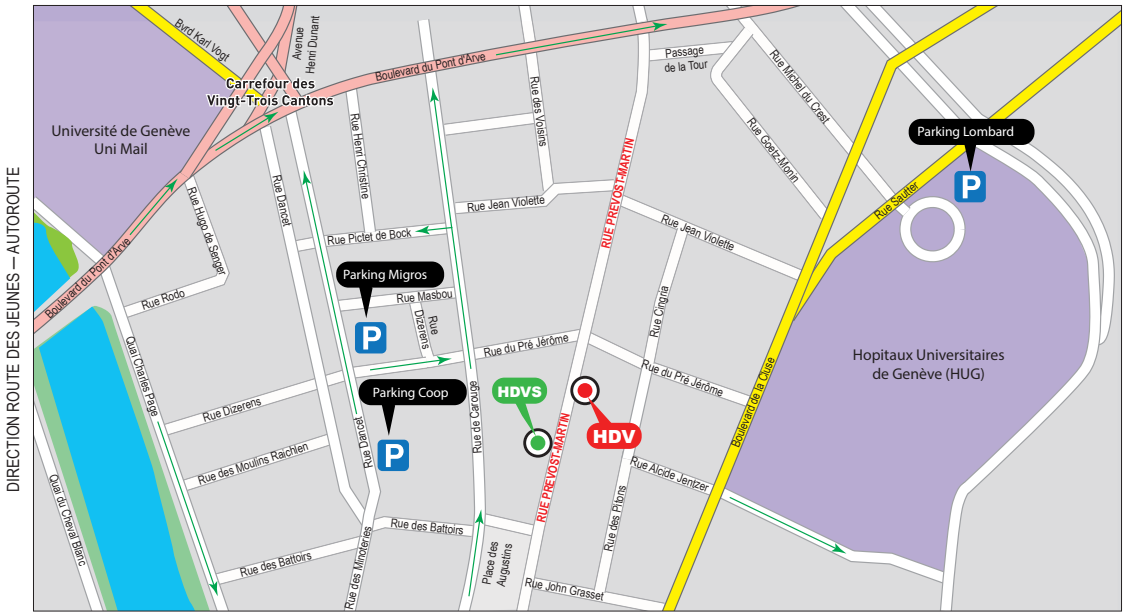 DIRECTION ROUTE DES JEUNES — AUTOROUTE
Bvrd Karl Vogt
Avenue
Henri Dunant
Carrefour des
Vingt-Trois Cantons
Boulevard du Pont d'Arve
Passage
de la Tour
Rue Michel du Crest
Université de Genève
Uni Mail
Rue Henri Christine
Rue des Voisins
Rue Goetz-Monin
Parking Lombard
P
Rue Sautter
Rue Dancet
Rue Hugo de Senger
RUE PREVOST-MARTIN
Rue Jean Violette
Rue Jean Violette
Rue Pictet de Bock
Boulevard du Pont d'Arve
Parking Migros
P
Rue Masbou
Rue
Dizerens
Rue Rodo
Rue Cingria
Quai Charles Page
Rue du Pré Jérôme
Rue du Pré Jérôme
Hopitaux Universitaires
de Genève (HUG)
Rue Dizerens
Parking Coop
P
HDVS
HDV
Rue de Carouge
Boulevard de la Cluse
Rue Dancet
Rue des Moulins Raichlen
RUE PREVOST-MARTIN
Rue Alcide Jentzer
Quai du Cheval Blanc
Rue des Battoirs
Rue des Battoirs
Rue des Minoteries
Place des
Augustins
Rue des Pitons
Rue John Grasset